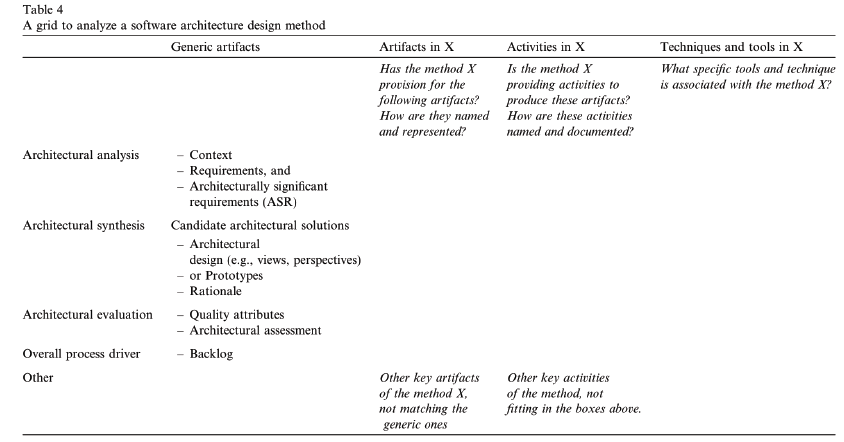 Table 4
A grid to analyze a software architecture design method
Generic artifacts Artifacts in X Activities in X Techniques and tools in X
Has the method X Is the method X What specific tools and technique
provision for the providing activities to is associated with the method X?
following artifacts? produce these artifacts?
How are they named How are these activities
and represented? named and documented?
Architectural analysis – Context
– Requirements, and
– Architecturally significant
requirements (ASR)
Architectural synthesis Candidate architectural solutions
– Architectural
design (e.g., views, perspectives)
– or Prototypes
– Rationale
Architectural evaluation – Quality attributes
– Architectural assessment
Overall process driver – Backlog
Other Other key artifacts Other key activities
of the method X, of the method, not
not matching the fitting in the boxes above.
generic ones